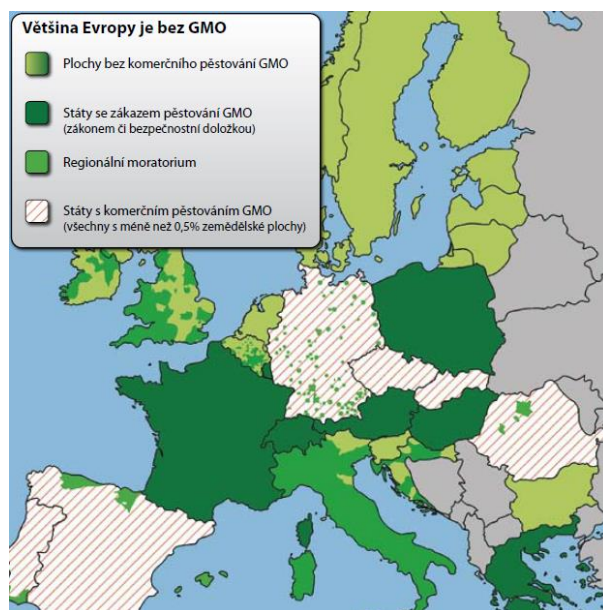 Většina Evropy je bez GMO
Plochy bez komerčního pěstování GMO
Státy se zákazem pěstování GMO
(zákonem či bezpečnostní doložkou)
Regionální moratorium
Státy s komerčním pěstováním GMO
(všechny s méně než 0,5% zemědělské plochy)